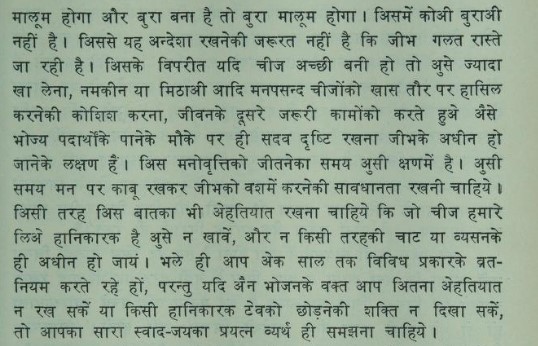 मालूम होगा और बुरा बना है तो बुरा मालूम होगा। अिसमें कोअी बुराअी
नहीं है। अिससे यह अन्देशा रखनेकी जरूरत नहीं है कि जीभ गलत रास्ते
जा रही है। अिसके विपरीत यदि चीज अच्छी बनी हो तो अुसे ज्यादा
खा लेना, नमकीन या मिठाअी आदि मनपसन्द चीजोंको खास तौर पर हासिल
करनेकी कोशिश करना, जीवनके दूसरे जरूरी कामोंको करते हुअे अैसे
भोज्य पदार्थोंके पानेके मौके पर ही सदव दृष्टि रखना जीभके अधीन हो
जानेके लक्षण हैं। अिस मनोवृत्तिको जीतनेका समय अुसी क्षणमें है। अुसी
समय मन पर काबू रखकर जीभको वशमें करनेकी सावधानता रखनी चाहिये।
अिसी तरह अिस बातका भी अेहतियात रखना चाहिये कि जो चीज हमारे
लिअे हानिकारक है अुसे न खावें, और न किसी तरहकी चाट या व्यसनके
ही अधीन हो जायं। भले ही आप अेक साल तक विविध प्रकारके व्रत-
नियम करते रहे हों, परन्तु यदि अैन भोजनके वक्त आप अितना अेहतियात
न रख सकें या किसी हानिकारक टेवको छोड़नेकी शक्ति न दिखा सकें,
तो आपका सारा स्वाद-जयका प्रयत्न व्यर्थ ही समझना चाहिये।